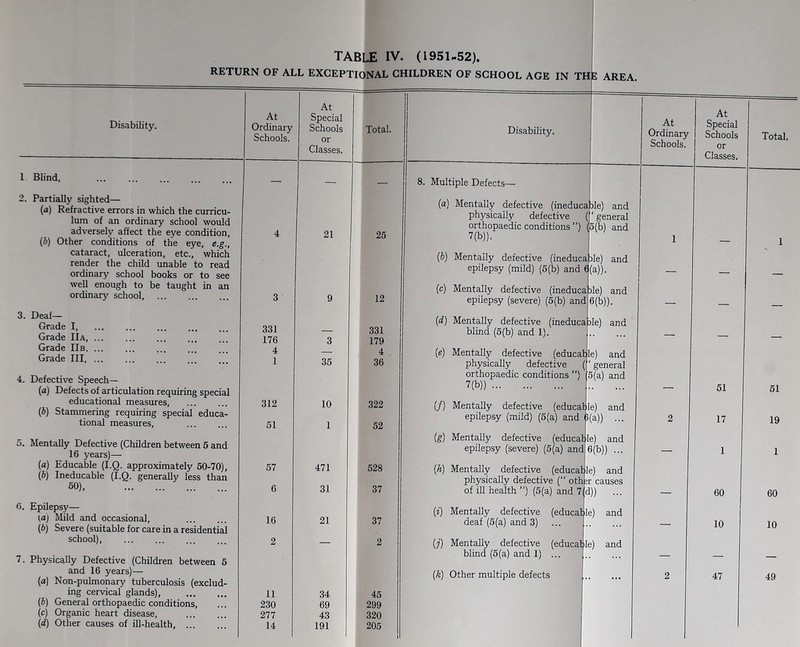 TABLE IV. (1951-52).
RETURN OF ALL EXCEPTIONAL CHILDREN OF SCHOOL AGE IN THE AREA.
Disability. At Ordinary Schools. At Special Schools or Classes. Total.
1 Blind, ... ... ... ... ... — — —
2. Partially sighted—
(a) Refractive errors in which the curricu-
lum of an ordinary school would
adversely affect the eye condition, 4 21 25
(b) Other conditions of the eye, e.g.,
cataract, ulceration, etc., which
render the child unable to read
ordinary school books or to see
well enough to be taught in an
ordinary school, ... ... ... 3 9 12
3. Deaf—
Grade I, ... ... ... ... ... 331 — 331
Grade IIA, ... ... ... ... ... 176 3 179
Grade IIB. ... ... ... ... ... 4 — 4
Grade III, ... ... ... ... ... 1 35 36
4. Defective Speech—
(a) Defects of articulation requiring special
educational measures, ... ... 312 10 322
(b) Stammering requiring special educa-
tional measures, ... ... 51 1 52
5. Mentally Defective (Children between 5 and
16 years)—
(a) Educable (I.Q. approximately 50-70), 57 471 528
(b) Ineducable (I.Q. generally less than
50), ... ... ... ... ... 6 31 37
6. Epilepsy—
(a) Mild and occasional, ... ... 16 21 37
(b) Severe (suitable for care in a residential
school), ... ... ... ... ... 2 — 2
7. Physically Defective (Children between 5
and 16 years)—
(a) Non-pulmonary tuberculosis (exclud-
ing cervical glands), ... ... 11 34 45
(b) General orthopaedic conditions, ... 230 69 299
(c) Organic heart disease, ... ... 277 43 320
(d) Other causes of ill-health, ... ... 14 191 205
Disability. At Ordinary Schools. At Special Schools or Classes. Total.
8. Multiple Defects—
(a) Mentally defective (ineducable) and
physically defective (" general
orthopaedic conditions ") (5(b) and
7(b)). 1 — 1
(b) Mentally defective (ineducable) and
epilepsy (mild) (5(b) and 6(a)). — — —
(c) Mentally defective (ineducable) and
epilepsy (severe) (5(b) and 6(b)). — — —
(d) Mentally defective (ineducable) and
blind (5(b) and 1). ... ... — — —
(e) Mentally defective (educable) and
physically defective (" general
orthopaedic conditions ") (5(a) and
7(b)) ... ... ... ... ... — 51 51
(f) Mentally defective (educable) and
epilepsy (mild) (5(a) and 6(a)) ... 2 17 19
(g) Mentally defective (educable) and
epilepsy (severe) (5(a) and 6(b)) ... — 1 1
(h) Mentally defective (educable) and
physically defective (" other causes
of ill health ") (5(a) and 7(d)) ... — 60 60
(i) Mentally defective (educable) and
deaf (5(a) and 3) ... ... ... — 10 10
(j) Mentally defective (educable) and
blind (5(a) and 1) ... ... ... — — —
(k) Other multiple defects ... ... 2 47 49